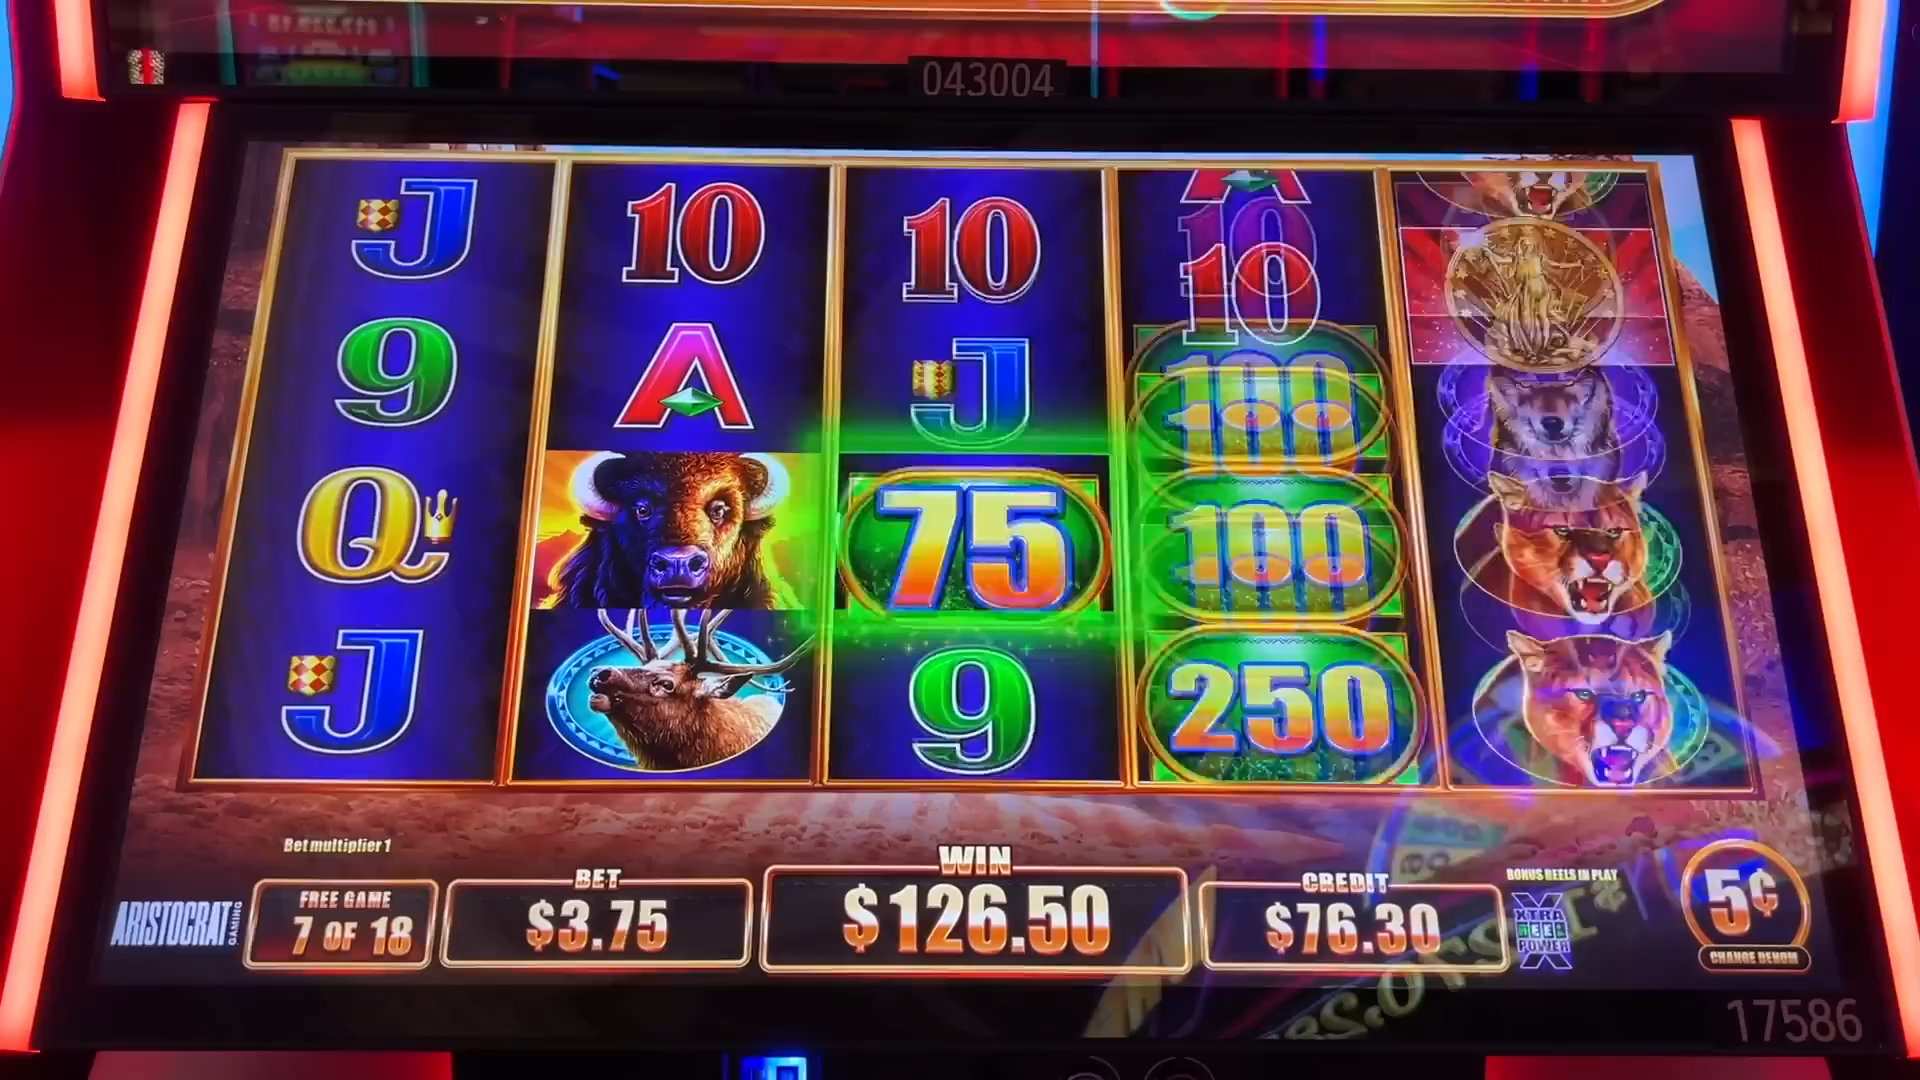 043004
J 10 10 10
10
9 A J 100
100
Q 75 100
100
J 9 250
Bet multiplier 1
ARISTOCRAT GAMING
FREE GAME
7 OF 18
BET
$3.75
WIN
$126.50
CREDIT
$76.30
BONUS REELS IN PLAY
XTRA
REEL
POWER
5¢
CHANGE DENOM
17586